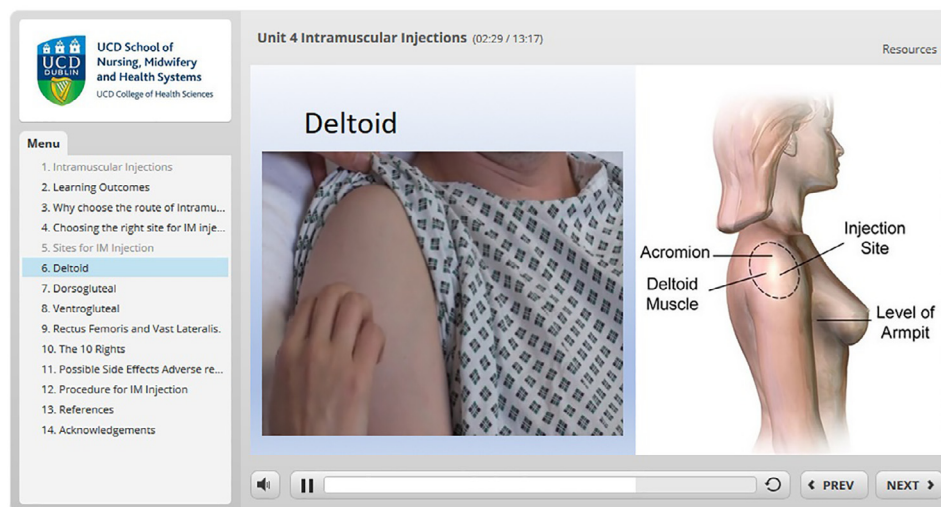 UCD School of
Nursing, Midwifery
and Health Systems
UCD College of Health Sciences
UCD
DUBLIN
Unit 4 Intramuscular Injections (02:29 / 13:17)
Resources
Menu
1. Intramuscular Injections
2. Learning Outcomes
3. Why choose the route of Intramu...
4. Choosing the right site for IM inje...
5. Sites for IM Injection
6. Deltoid
7. Dorsogluteal
8. Ventrogluteal
9. Rectus Femoris and Vast Lateralis.
10. The 10 Rights
11. Possible Side Effects Adverse re...
12. Procedure for IM Injection
13. References
14. Acknowledgements
Deltoid
Acromion
Deltoid
Muscle
Injection
Site
Level of
Armpit
PREV
NEXT